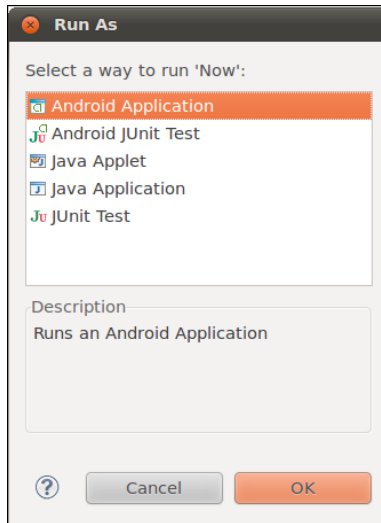 Run As
Select a way to run 'Now':
Android Application
Android JUnit Test
Java Applet
Java Application
JUnit Test
Description
Runs an Android Application
Cancel
OK